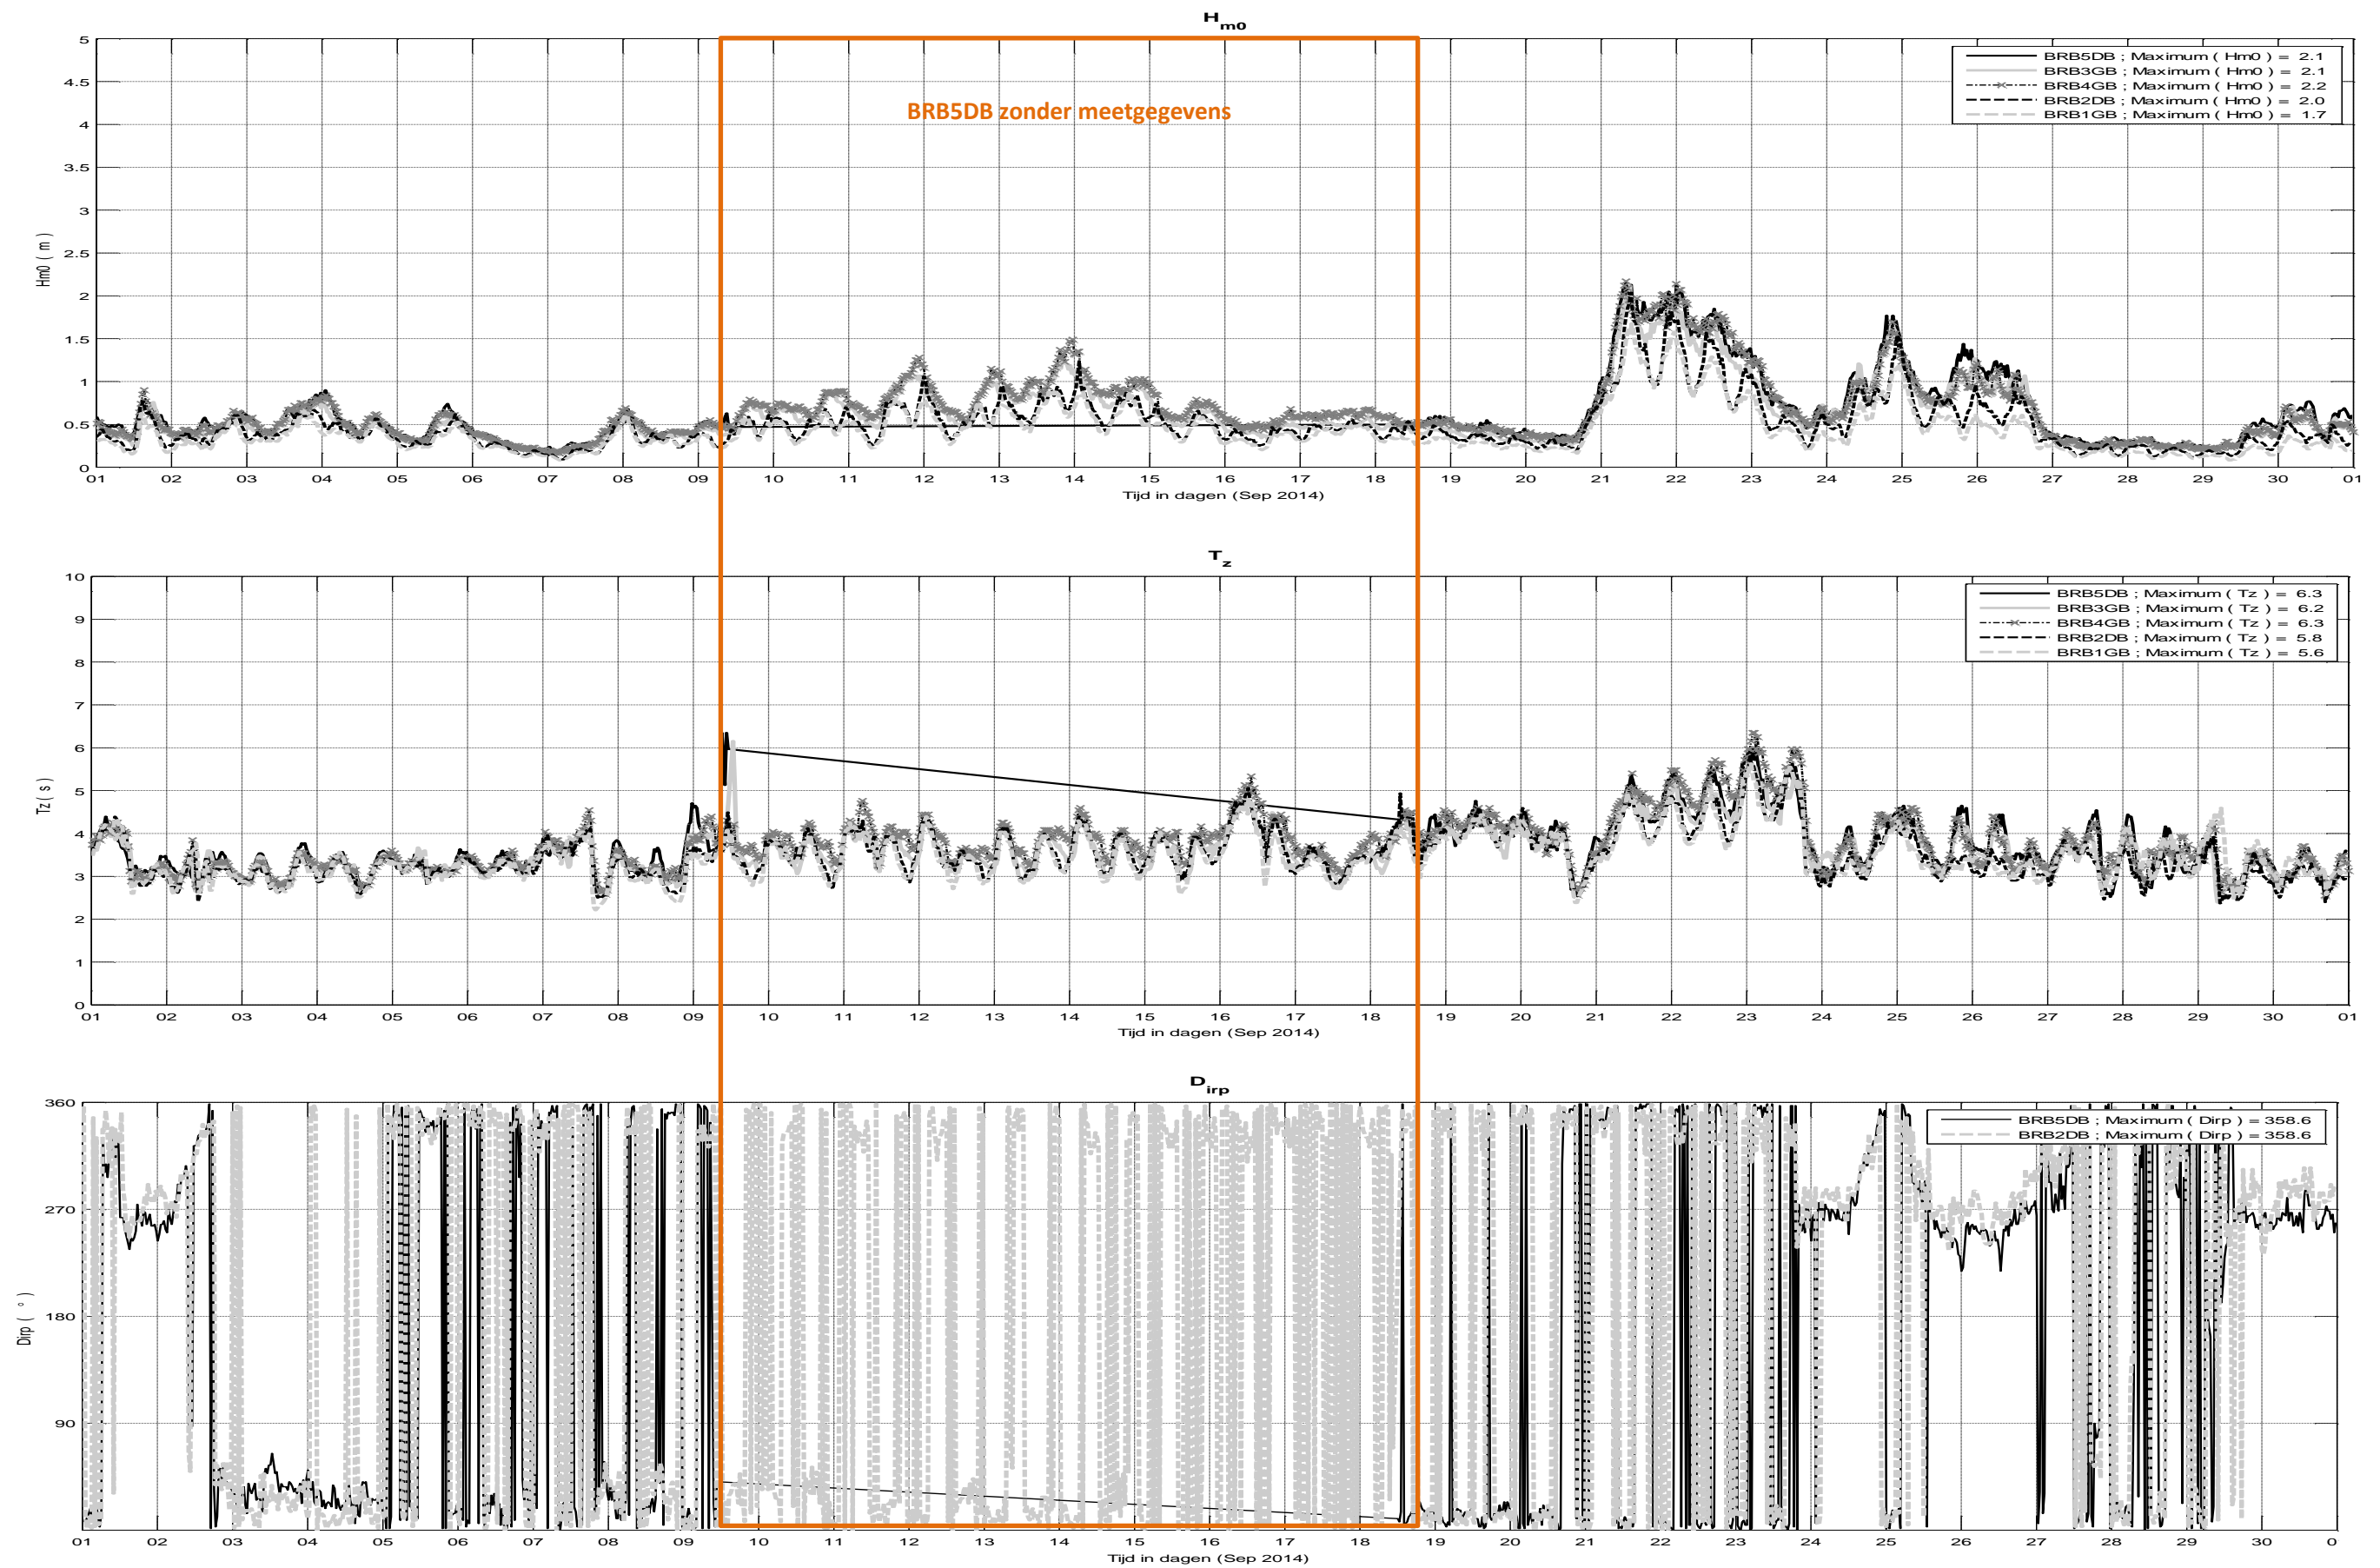 H_m0
5
4.5
4
3.5
3
2.5
2
1.5
1
0.5
0
Hm0 ( m )
BRB5DB zonder meetgegevens
BRB5DB ; Maximum ( Hm0 ) = 2.1
BRB3GB ; Maximum ( Hm0 ) = 2.1
BRB4GB ; Maximum ( Hm0 ) = 2.2
BRB2DB ; Maximum ( Hm0 ) = 2.0
BRB1GB ; Maximum ( Hm0 ) = 1.7
01 02 03 04 05 06 07 08 09 10 11 12 13 14 15 16 17 18 19 20 21 22 23 24 25 26 27 28 29 30 01
Tijd in dagen (Sep 2014)
T_z
10
9
8
7
6
5
4
3
2
1
0
Tz ( s )
BRB5DB ; Maximum ( Tz ) = 6.3
BRB3GB ; Maximum ( Tz ) = 6.2
BRB4GB ; Maximum ( Tz ) = 6.3
BRB2DB ; Maximum ( Tz ) = 5.8
BRB1GB ; Maximum ( Tz ) = 5.6
01 02 03 04 05 06 07 08 09 10 11 12 13 14 15 16 17 18 19 20 21 22 23 24 25 26 27 28 29 30 01
Tijd in dagen (Sep 2014)
D_irp
360
270
180
90
Dirp ( ° )
BRB5DB ; Maximum ( Dirp ) = 358.6
BRB2DB ; Maximum ( Dirp ) = 358.6
01 02 03 04 05 06 07 08 09 10 11 12 13 14 15 16 17 18 19 20 21 22 23 24 25 26 27 28 29 30 0
Tijd in dagen (Sep 2014)